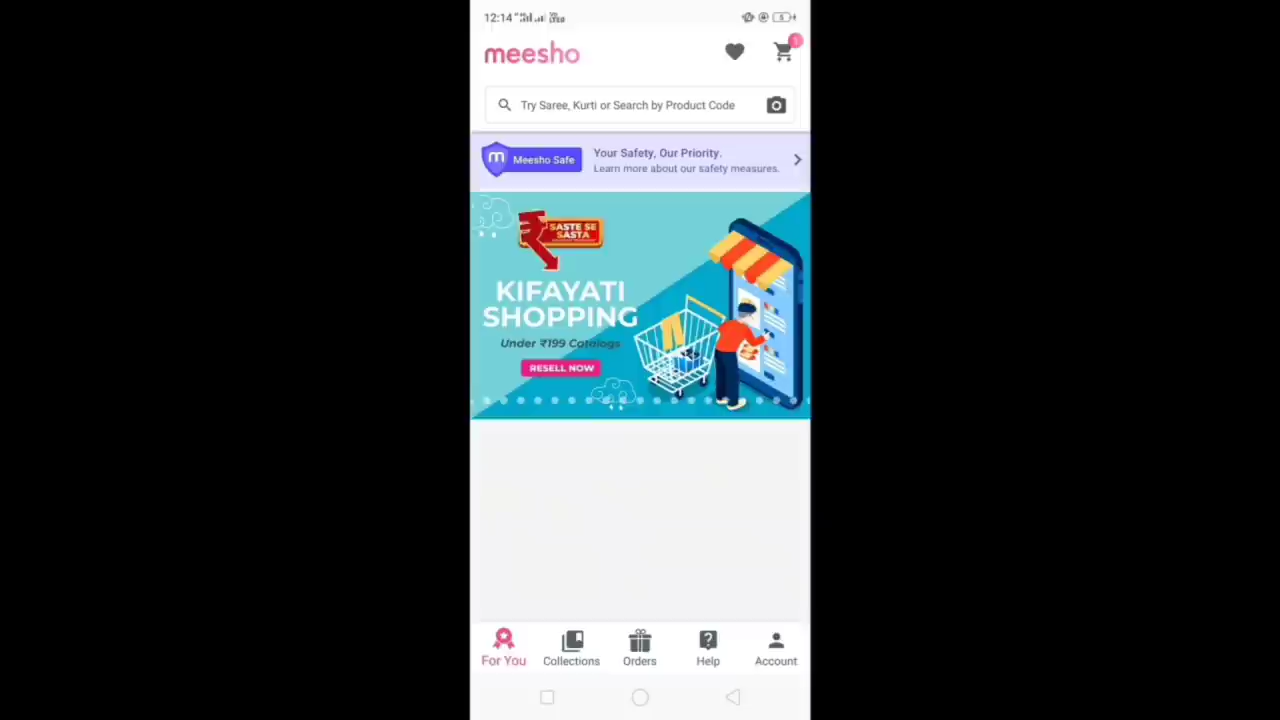 12:14
meesho
1
Try Saree, Kurti or Search by Product Code
m Meesho Safe
Your Safety, Our Priority.
Learn more about our safety measures.
₹ SASTE SE
SASTA
KIFAYATI
SHOPPING
Under ₹199 Catalogs
RESELL NOW
For You
Collections
Orders
Help
Account